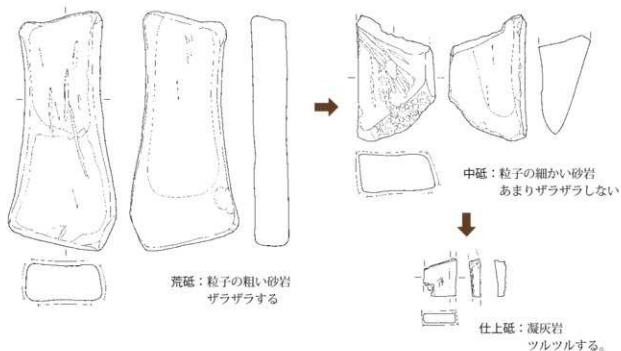 荒砥：粒子の粗い砂岩
ザラザラする
中砥：粒子の細かい砂岩
あまりザラザラしない
仕上砥：凝灰岩
ツルツルする。